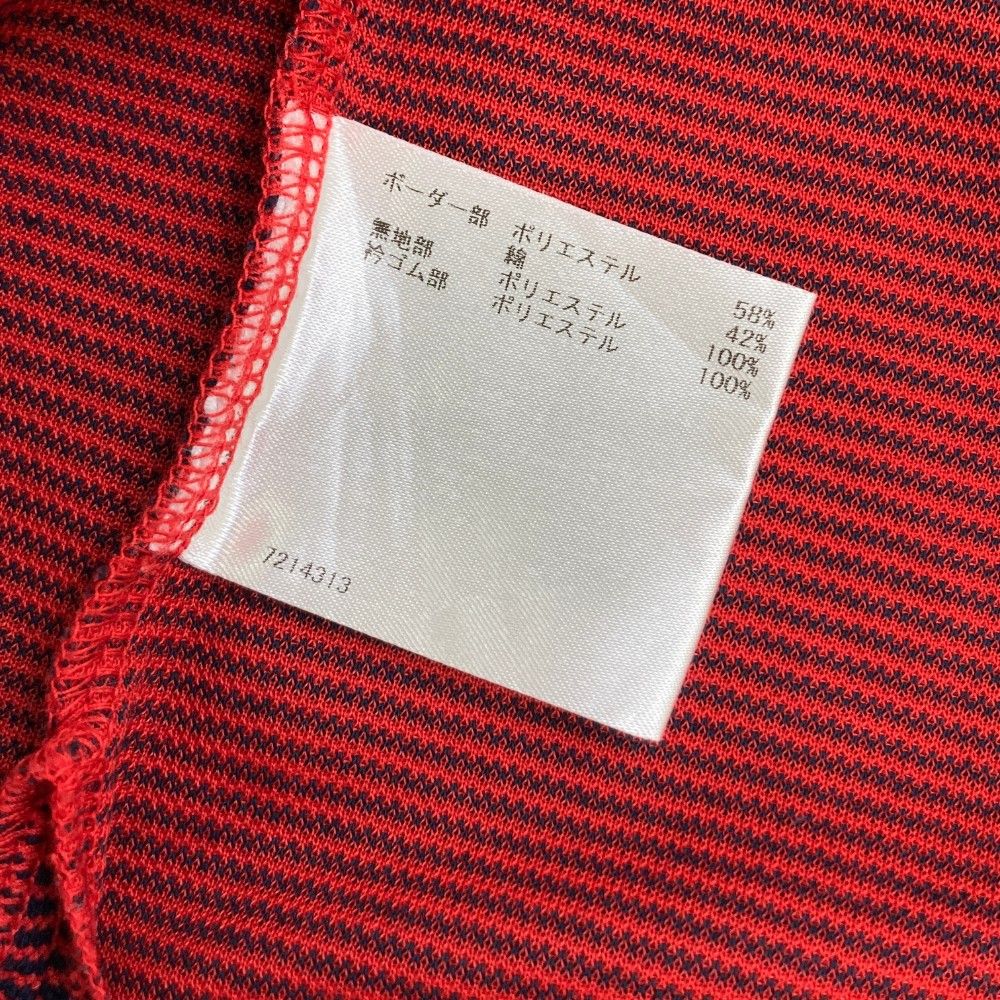 ボーダー部 ポリエステル 58%
綿 42%
無地部 ポリエステル 100%
衿ゴム部 ポリエステル 100%
7214313